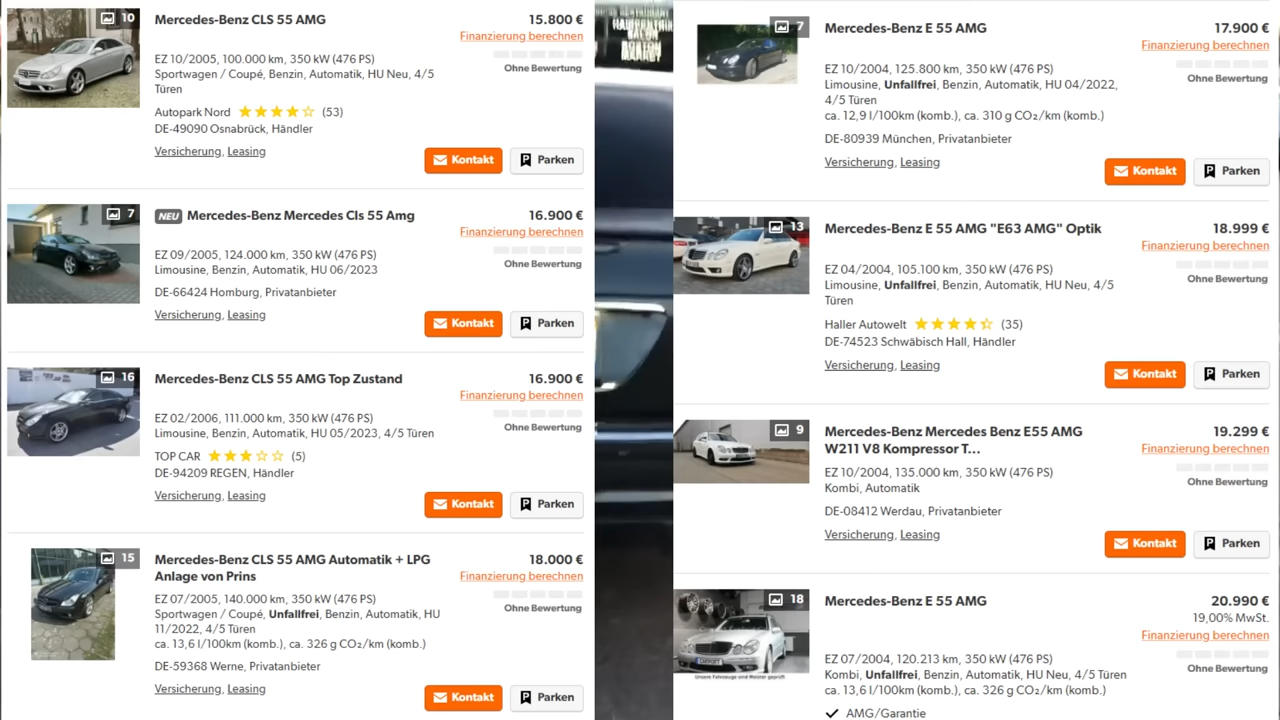 10
Mercedes-Benz CLS 55 AMG
15.800 €
Finanzierung berechnen
Ohne Bewertung
EZ 10/2005, 100.000 km, 350 kW (476 PS)
Sportwagen / Coupé, Benzin, Automatik, HU Neu, 4/5
Türen
Autopark Nord (53)
DE-49090 Osnabrück, Händler
Versicherung, Leasing
Kontakt
Parken
7
NEU Mercedes-Benz Mercedes Cls 55 Amg
16.900 €
Finanzierung berechnen
Ohne Bewertung
EZ 09/2005, 124.000 km, 350 kW (476 PS)
Limousine, Benzin, Automatik, HU 06/2023
DE-66424 Homburg, Privatanbieter
Versicherung, Leasing
Kontakt
Parken
16
Mercedes-Benz CLS 55 AMG Top Zustand
16.900 €
Finanzierung berechnen
Ohne Bewertung
EZ 02/2006, 111.000 km, 350 kW (476 PS)
Limousine, Benzin, Automatik, HU 05/2023, 4/5 Türen
TOP CAR (5)
DE-94209 REGEN, Händler
Versicherung, Leasing
Kontakt
Parken
15
Mercedes-Benz CLS 55 AMG Automatik + LPG
Anlage von Prins
18.000 €
Finanzierung berechnen
Ohne Bewertung
EZ 07/2005, 140.000 km, 350 kW (476 PS)
Sportwagen / Coupé, Unfallfrei, Benzin, Automatik, HU
11/2022, 4/5 Türen
ca. 13,6 l/100km (komb.), ca. 326 g CO₂/km (komb.)
DE-59368 Werne, Privatanbieter
Versicherung, Leasing
Kontakt
Parken
7
Mercedes-Benz E 55 AMG
17.900 €
Finanzierung berechnen
Ohne Bewertung
EZ 10/2004, 125.800 km, 350 kW (476 PS)
Limousine, Unfallfrei, Benzin, Automatik, HU 04/2022,
4/5 Türen
ca. 12,9 l/100km (komb.), ca. 310 g CO₂/km (komb.)
DE-80939 München, Privatanbieter
Versicherung, Leasing
Kontakt
Parken
13
Mercedes-Benz E 55 AMG "E63 AMG" Optik
18.999 €
Finanzierung berechnen
Ohne Bewertung
EZ 04/2004, 105.100 km, 350 kW (476 PS)
Limousine, Unfallfrei, Benzin, Automatik, HU Neu, 4/5
Türen
Haller Autowelt (35)
DE-74523 Schwäbisch Hall, Händler
Versicherung, Leasing
Kontakt
Parken
9
Mercedes-Benz Mercedes Benz E55 AMG
W211 V8 Kompressor T...
19.299 €
Finanzierung berechnen
Ohne Bewertung
EZ 10/2004, 135.000 km, 350 kW (476 PS)
Kombi, Automatik
DE-08412 Werdau, Privatanbieter
Versicherung, Leasing
Kontakt
Parken
18
Mercedes-Benz E 55 AMG
20.990 €
19,00% MwSt.
Finanzierung berechnen
Ohne Bewertung
EZ 07/2004, 120.213 km, 350 kW (476 PS)
Kombi, Unfallfrei, Benzin, Automatik, HU Neu, 4/5 Türen
ca. 13,6 l/100km (komb.), ca. 326 g CO₂/km (komb.)
AMG/Garantie
Unsere Fahrzeuge sind Meister geprüft